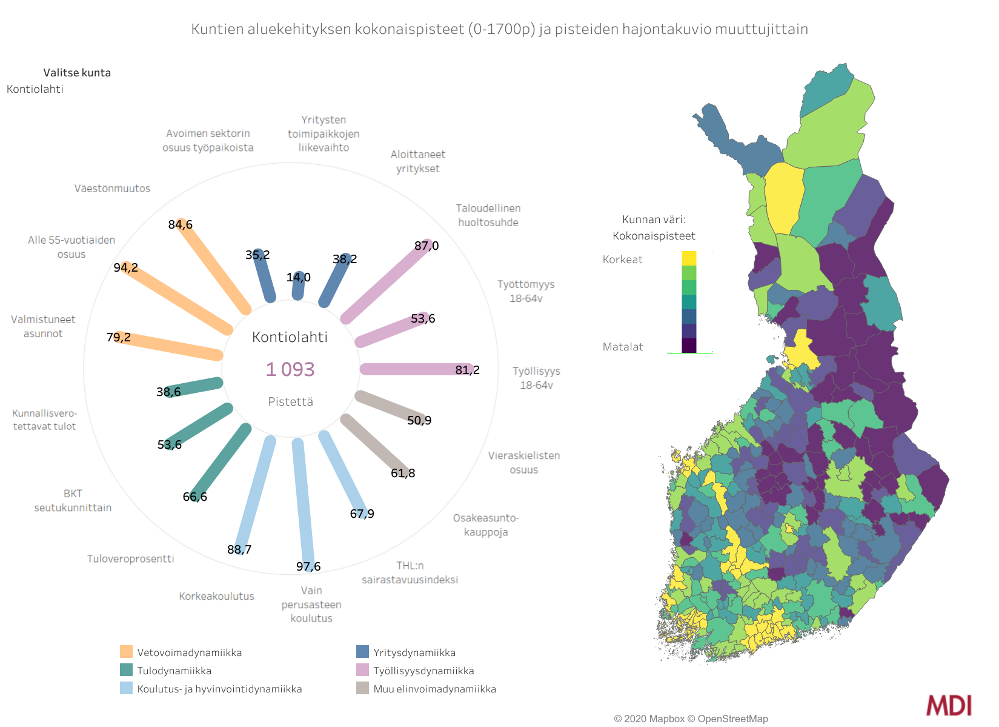 Kuntien aluekehityksen kokonaispisteet (0-1700p) ja pisteiden hajontakuvio muuttujittain
Valitse kunta
Kontiolahti
Yritysten
toimipaikkojen
liikevaihto
Avoimen sektorin
osuus työpaikoista
Aloittaneet
yritykset
Väestönmuutos
Taloudellinen
huoltosuhde
Alle 55-vuotiaiden
osuus
Työttömyys
18-64v
Valmistuneet
asunnot
Työllisyys
18-64v
Kunnallisvero-
tettavat tulot
Vieraskielisten
osuus
BKT
seutukunnittain
Osakeasunto-
kauppoja
Tuloveroprosentti
THL:n
sairastavuusindeksi
Korkeakoulutus
Vain
perusasteen
koulutus
84,6
35,2
14,0
38,2
87,0
94,2
53,6
79,2
81,2
38,6
50,9
53,6
61,8
66,6
67,9
88,7
97,6
Kontiolahti
1 093
Pistettä
Kunnan väri:
Kokonaispisteet
Korkeat
Matalat
Vetovoimadynamiikka
Tulodynamiikka
Koulutus- ja hyvinvointidynamiikka
Yritysdynamiikka
Työllisyysdynamiikka
Muu elinvoimadynamiikka
MDI
© 2020 Mapbox © OpenStreetMap